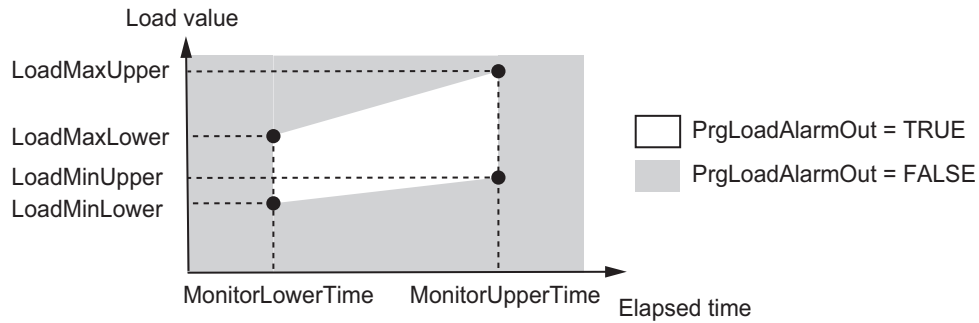 Load value
LoadMaxUpper
LoadMaxLower
LoadMinUpper
LoadMinLower
PrgLoadAlarmOut = TRUE
PrgLoadAlarmOut = FALSE
MonitorLowerTime
MonitorUpperTime
Elapsed time